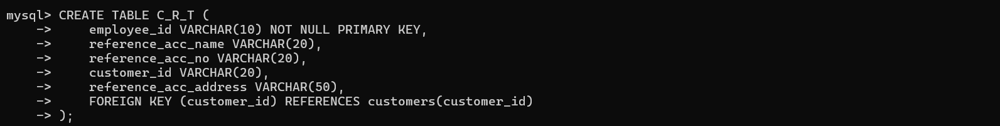 mysql> CREATE TABLE C_R_T (
    ->     employee_id VARCHAR(10) NOT NULL PRIMARY KEY,
    ->     reference_acc_name VARCHAR(20),
    ->     reference_acc_no VARCHAR(20),
    ->     customer_id VARCHAR(20),
    ->     reference_acc_address VARCHAR(50),
    ->     FOREIGN KEY (customer_id) REFERENCES customers(customer_id)
    -> );